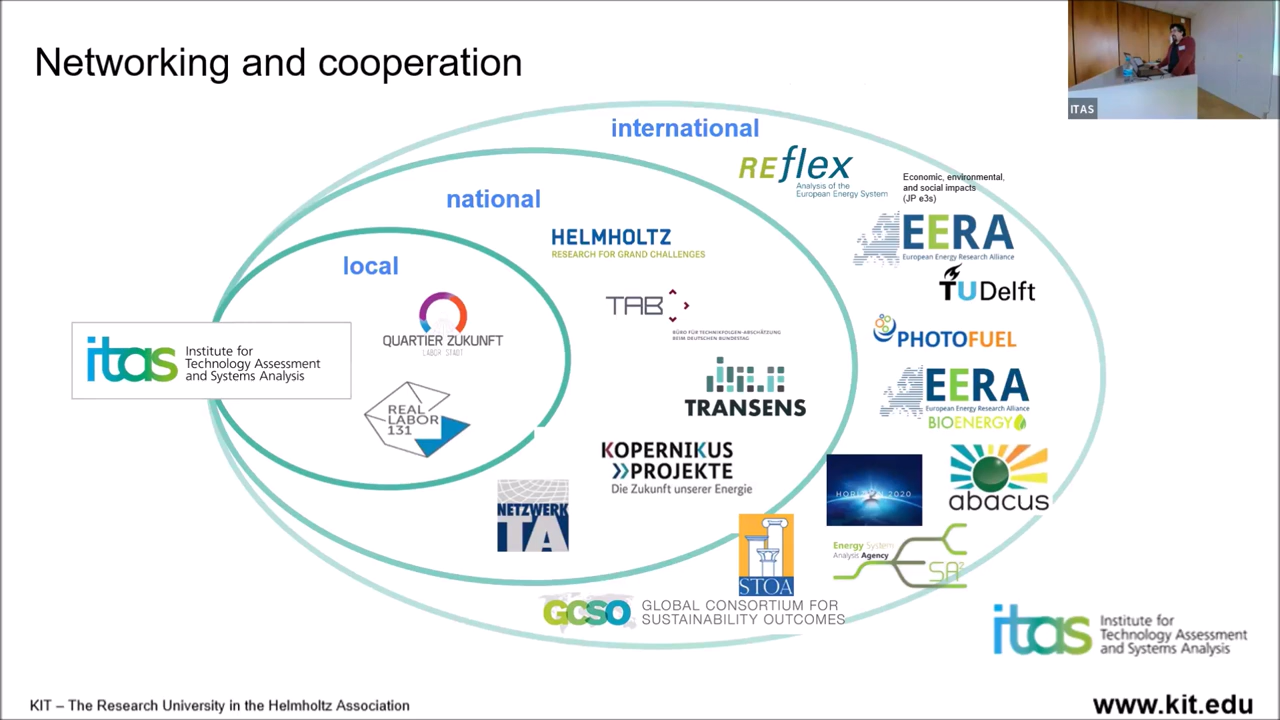 Networking and cooperation
ITAS
international
REflex
Analysis of the
European Energy System
Economic, environmental,
and social impacts
(JP e3s)
national
HELMHOLTZ
RESEARCH FOR GRAND CHALLENGES
EERA
European Energy Research Alliance
local
TU Delft
TAB
BÜRO FÜR TECHNIKFOLGEN-ABSCHÄTZUNG
BEIM DEUTSCHEN BUNDESTAG
QUARTIER ZUKUNFT
LABOR STADT
PHOTOFUEL
itas
Institute for
Technology Assessment
and Systems Analysis
TRANSENS
EERA
European Energy Research Alliance
BIOENERGY
REAL
LABOR
131
KOPERNIKUS
»PROJEKTE
Die Zukunft unserer Energie
HORIZON 2020
abacus
NETZWERK
TA
STOA
Energy System
Analysis Agency
ESA²
GCSO
GLOBAL CONSORTIUM FOR
SUSTAINABILITY OUTCOMES
itas
Institute for
Technology Assessment
and Systems Analysis
KIT – The Research University in the Helmholtz Association
www.kit.edu